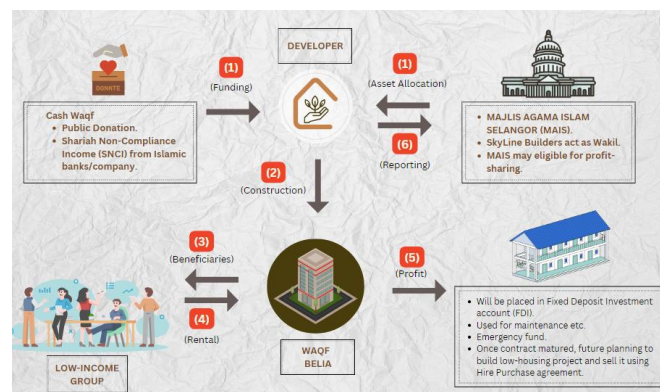 DEVELOPER
DONATE
(1)
(Funding)
(1)
(Asset Allocation)
Cash Waqf
• Public Donation.
• Shariah Non-Compliance
Income (SNCI) from Islamic
banks/company.
(6)
(Reporting)
• MAJLIS AGAMA ISLAM
SELANGOR (MAIS).
• SkyLine Builders act as Wakil.
• MAIS may eligible for profit-
sharing.
(2)
(Construction)
(3)
(Beneficiaries)
(4)
(Rental)
(5)
(Profit)
LOW-INCOME
GROUP
WAQF
BELIA
• Will be placed in Fixed Deposit Investment
account (FDI).
• Used for maintenance etc.
• Emergency fund.
• Once contract matured, future planning to
build low-housing project and sell it using
Hire Purchase agreement.